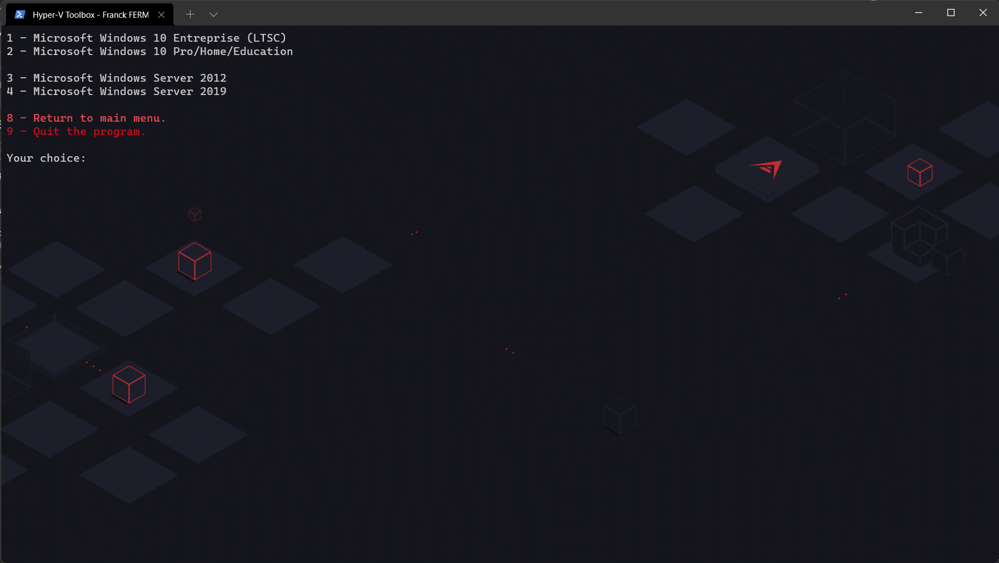 Hyper-V Toolbox - Franck FERM
1 - Microsoft Windows 10 Entreprise (LTSC)
2 - Microsoft Windows 10 Pro/Home/Education
3 - Microsoft Windows Server 2012
4 - Microsoft Windows Server 2019
8 - Return to main menu.
9 - Quit the program.
Your choice: